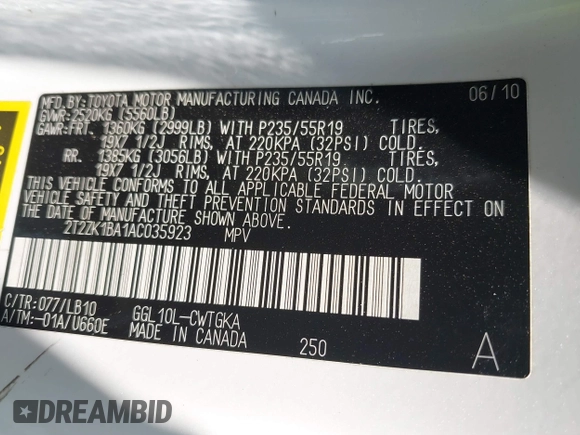 MFD.BY:TOYOTA MOTOR MANUFACTURING CANADA INC. 06/10
GVWR:2520KG (5560LB)
GAWR:FRT. 1360KG (2999LB) WITH P235/55R19 TIRES,
19X7 1/2J RIMS, AT 220KPA (32PSI) COLD.
RR. 1385KG (3056LB) WITH P235/55R19 TIRES,
19X7 1/2J RIMS, AT 220KPA (32PSI) COLD.
THIS VEHICLE CONFORMS TO ALL APPLICABLE FEDERAL MOTOR
VEHICLE SAFETY AND THEFT PREVENTION STANDARDS IN EFFECT ON
THE DATE OF MANUFACTURE SHOWN ABOVE.
2T2ZK1BA1AC035923 MPV
C/TR:077/LB10 GGL10L-CWTGKA
A/TM:-01A/U660E MADE IN CANADA 250 A
DREAMBID